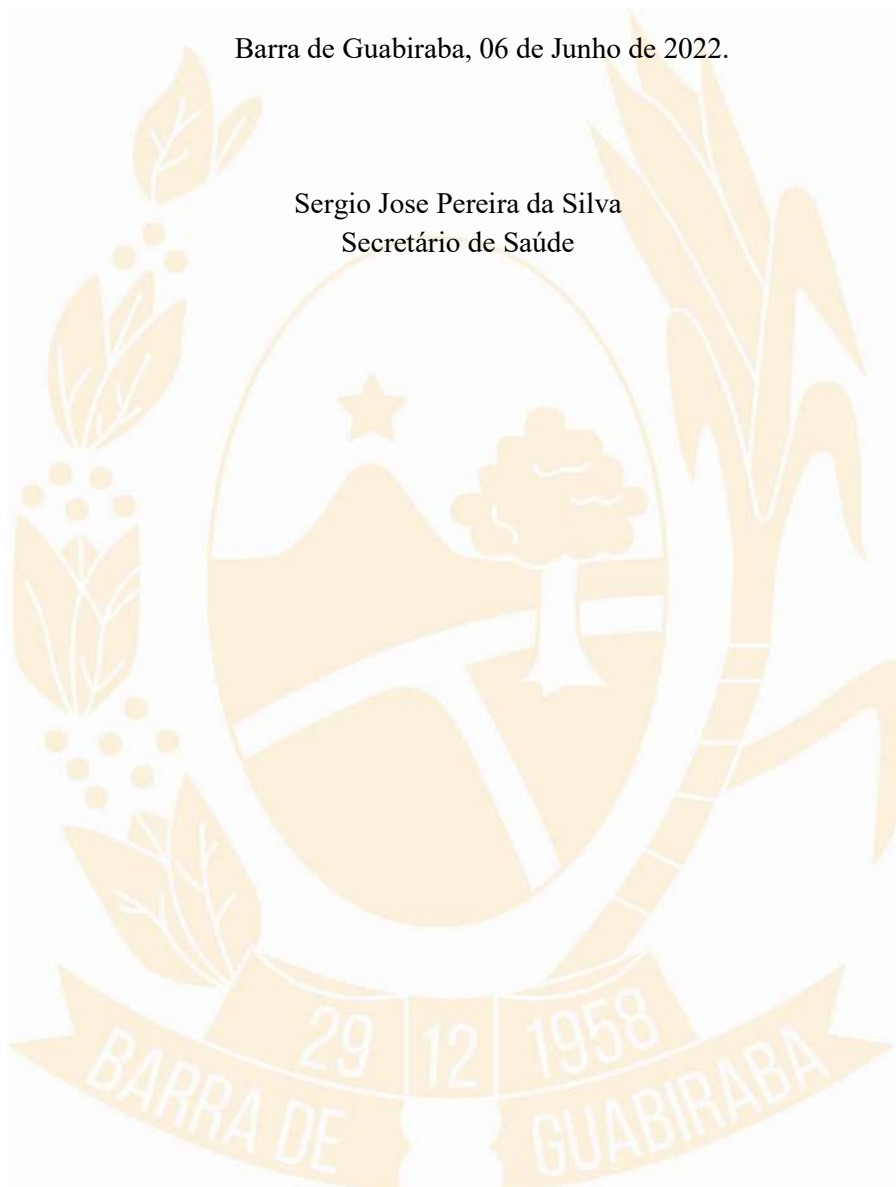 Barra de Guabiraba, 06 de Junho de 2022.
Sergio Jose Pereira da Silva
Secretário de Saúde
29 12 1958
BARRA DE GUABIRABA